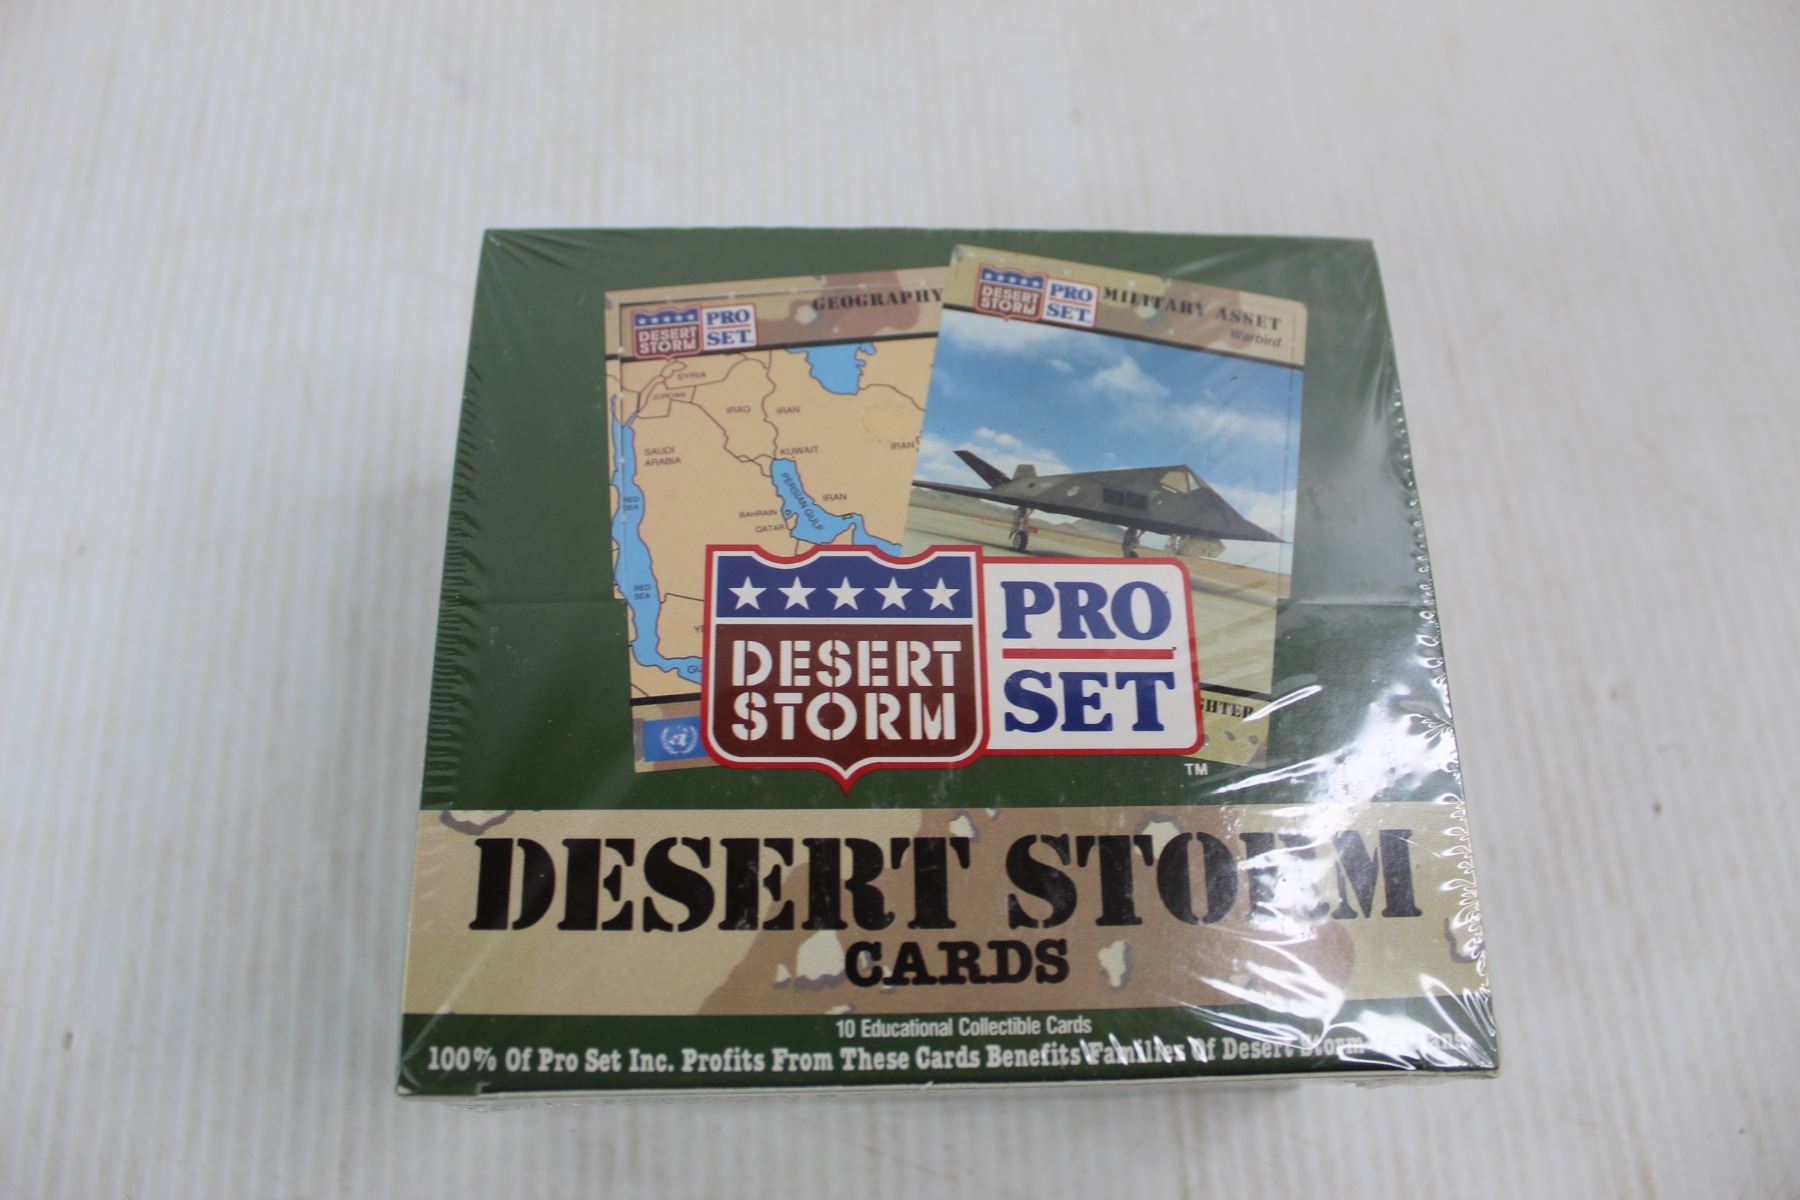 GEOGRAPHY
DESERT
STORM
PRO
SET
SYRIA
JORDAN
IRAQ
IRAN
SAUDI
ARABIA
KUWAIT
IRAN
PERSIAN GULF
IRAN
BAHRAIN
QATAR
RED
SEA
RED
SEA
DESERT
STORM
PRO
SET
MILITARY ASSET
Warbird
DESERT
STORM
PRO
SET
TM
DESERT STORM
CARDS
10 Educational Collectible Cards
100% Of Pro Set Inc. Profits From These Cards Benefits Families Of Desert Storm